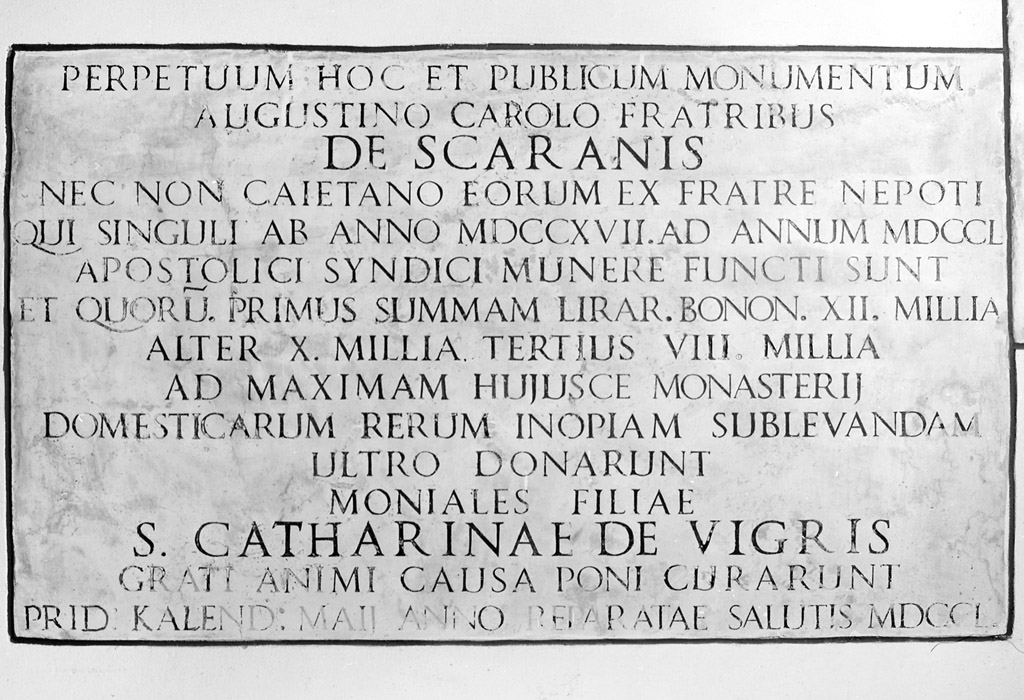 PERPETUUM HOC ET PUBLICUM MONUMENTUM
AUGUSTINO CAROLO FRATRIBUS
DE SCARANIS
NEC NON CAIETANO EORUM EX FRATRE NEPOTI
QUI SINGULI AB ANNO MDCCXVII. AD ANNUM MDCCL
APOSTOLICI SYNDICI MUNERE FUNCTI SUNT
ET QUORŪ. PRIMUS SUMMAM LIRAR. BONON. XII. MILLIA
ALTER X. MILLIA. TERTIUS VIII. MILLIA
AD MAXIMAM HUJUSCE MONASTERIJ
DOMESTICARUM RERUM INOPIAM SUBLEVANDAM
ULTRO DONARUNT
MONIALES FILIAE
S. CATHARINAE DE VIGRIS
GRATI ANIMI CAUSA PONI CURARUNT
PRID: KALEND: MAII ANNO REPARATAE SALUTIS MDCCL.